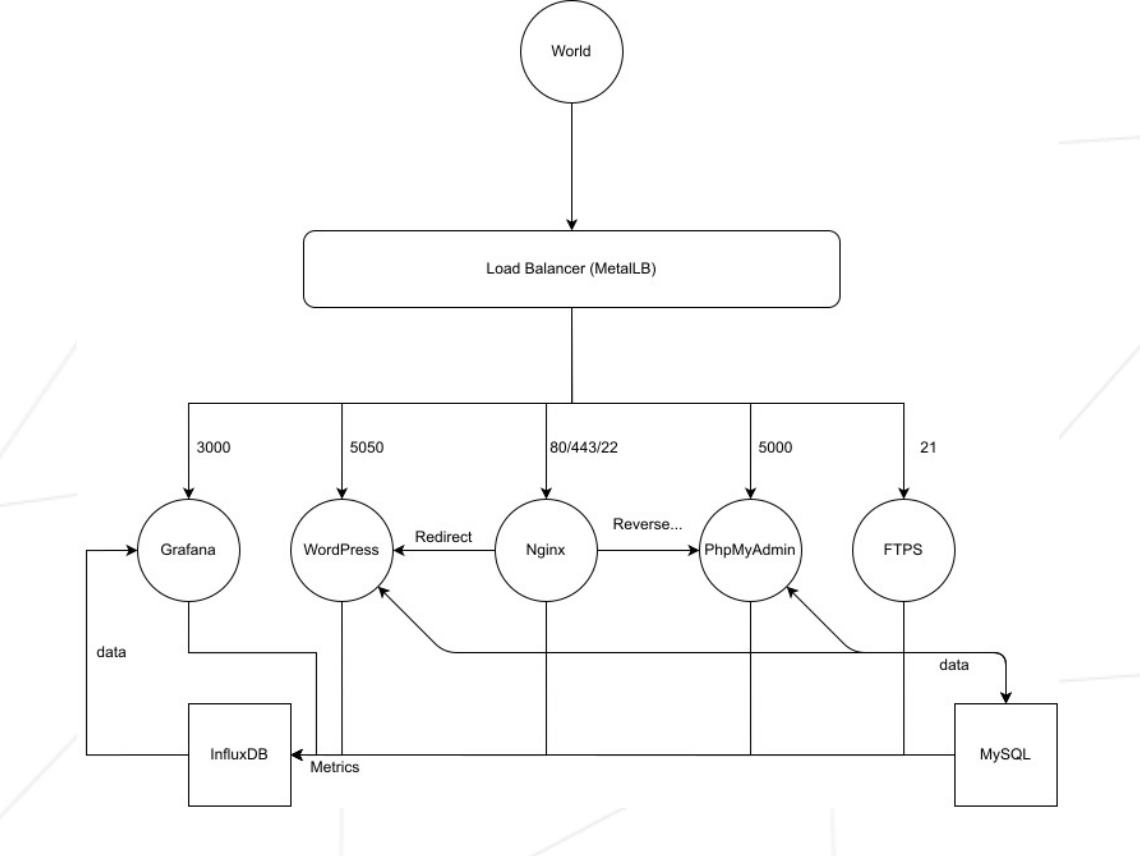 World
Load Balancer (MetalLB)
3000
5050
80/443/22
5000
21
Grafana
WordPress
Redirect
Nginx
Reverse...
PhpMyAdmin
FTPS
data
data
InfluxDB
Metrics
MySQL